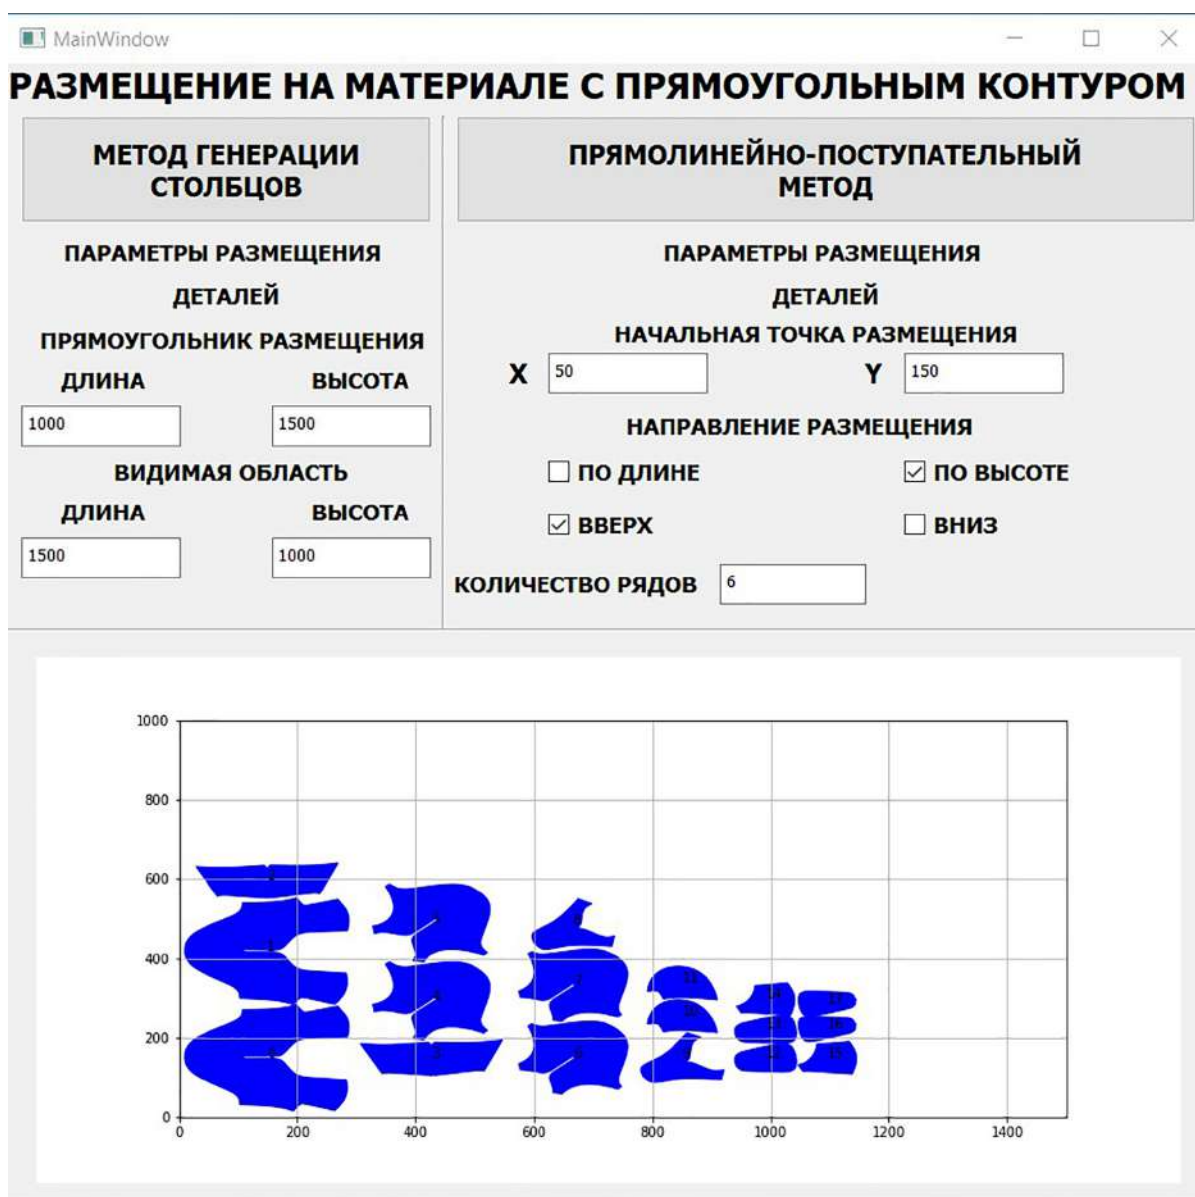 MainWindow
РАЗМЕЩЕНИЕ НА МАТЕРИАЛЕ С ПРЯМОУГОЛЬНЫМ КОНТУРОМ
МЕТОД ГЕНЕРАЦИИ
СТОЛБЦОВ
ПАРАМЕТРЫ РАЗМЕЩЕНИЯ
ДЕТАЛЕЙ
ПРЯМОУГОЛЬНИК РАЗМЕЩЕНИЯ
ДЛИНА ВЫСОТА
1000 1500
ВИДИМАЯ ОБЛАСТЬ
ДЛИНА ВЫСОТА
1500 1000
ПРЯМОЛИНЕЙНО-ПОСТУПАТЕЛЬНЫЙ
МЕТОД
ПАРАМЕТРЫ РАЗМЕЩЕНИЯ
ДЕТАЛЕЙ
НАЧАЛЬНАЯ ТОЧКА РАЗМЕЩЕНИЯ
X 50 Y 150
НАПРАВЛЕНИЕ РАЗМЕЩЕНИЯ
ПО ДЛИНЕ ПО ВЫСОТЕ
ВВЕРХ ВНИЗ
КОЛИЧЕСТВО РЯДОВ 6
1000
800
600
400
200
0
0 200 400 600 800 1000 1200 1400